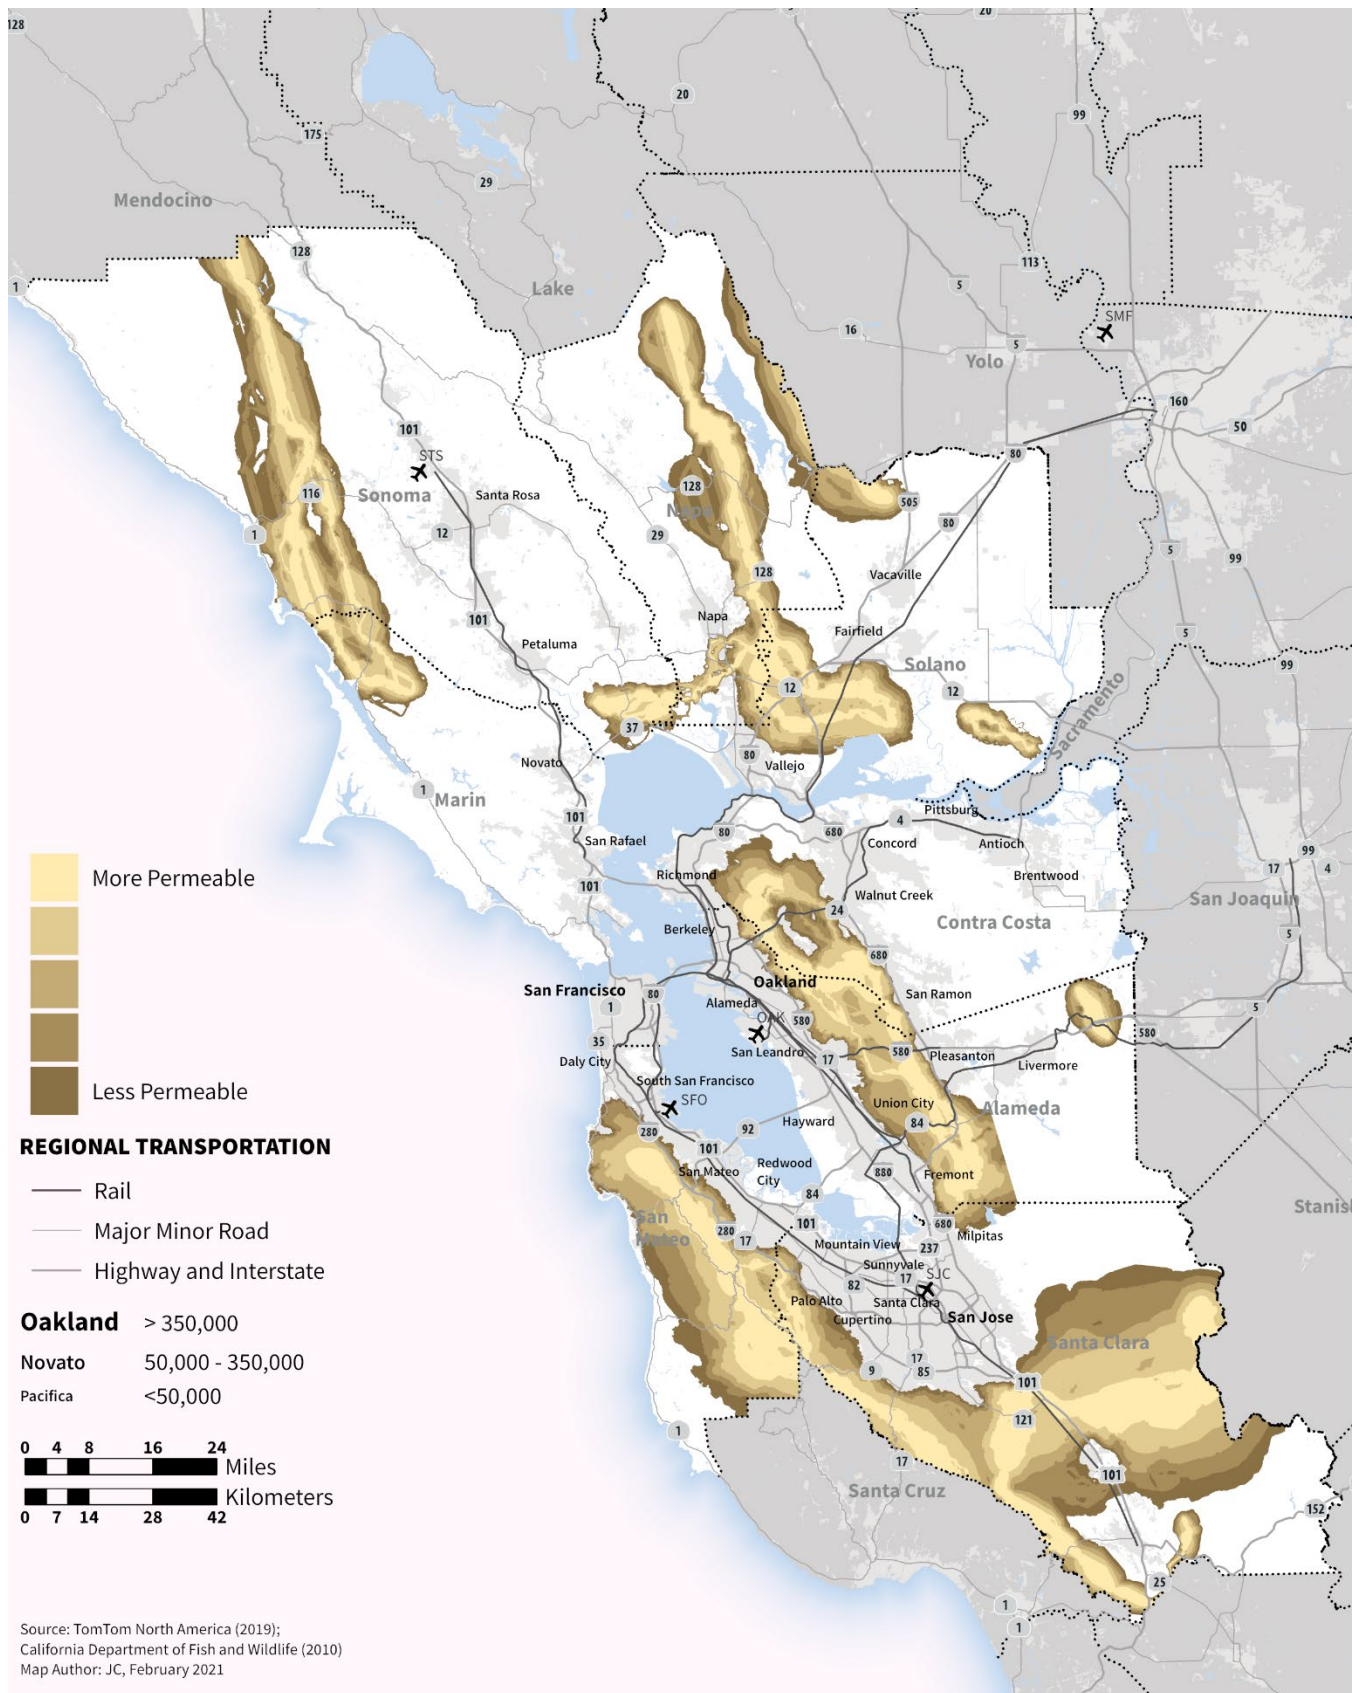 128
20
20
99
175
29
Mendocino
128
113
1
Lake
5
16
SMF
5
Yolo
160
50
101
STS
80
128
116
Sonoma
Santa Rosa
Napa
505
80
1
12
29
5
99
128
Vacaville
Napa
101
Fairfield
5
Petaluma
Solano
99
12
12
37
Sacramento
80
Novato
Vallejo
1
Marin
Pittsburg
101
80
680
4
San Rafael
Concord
Antioch
99
17
4
Richmond
Brentwood
101
Walnut Creek
San Joaquin
24
Contra Costa
Berkeley
5
680
San Francisco
Oakland
80
San Ramon
1
Alameda
5
OAK
580
580
35
San Leandro
17
580
Pleasanton
Daly City
Livermore
South San Francisco
SFO
Union City
Alameda
280
92
Hayward
84
101
San Mateo
Redwood
City
880
Fremont
84
San
Mateo
280
17
101
680
Stanisl
Mountain View
237
Milpitas
Sunnyvale
82
17
SJC
Palo Alto
Santa Clara
Cupertino
San Jose
Santa Clara
17
9
85
101
121
1
17
101
Santa Cruz
152
25
1
1
More Permeable
Less Permeable
REGIONAL TRANSPORTATION
Rail
Major Minor Road
Highway and Interstate
Oakland > 350,000
Novato 50,000 - 350,000
Pacifica <50,000
0 4 8 16 24
Miles
Kilometers
0 7 14 28 42
Source: TomTom North America (2019);
California Department of Fish and Wildlife (2010)
Map Author: JC, February 2021